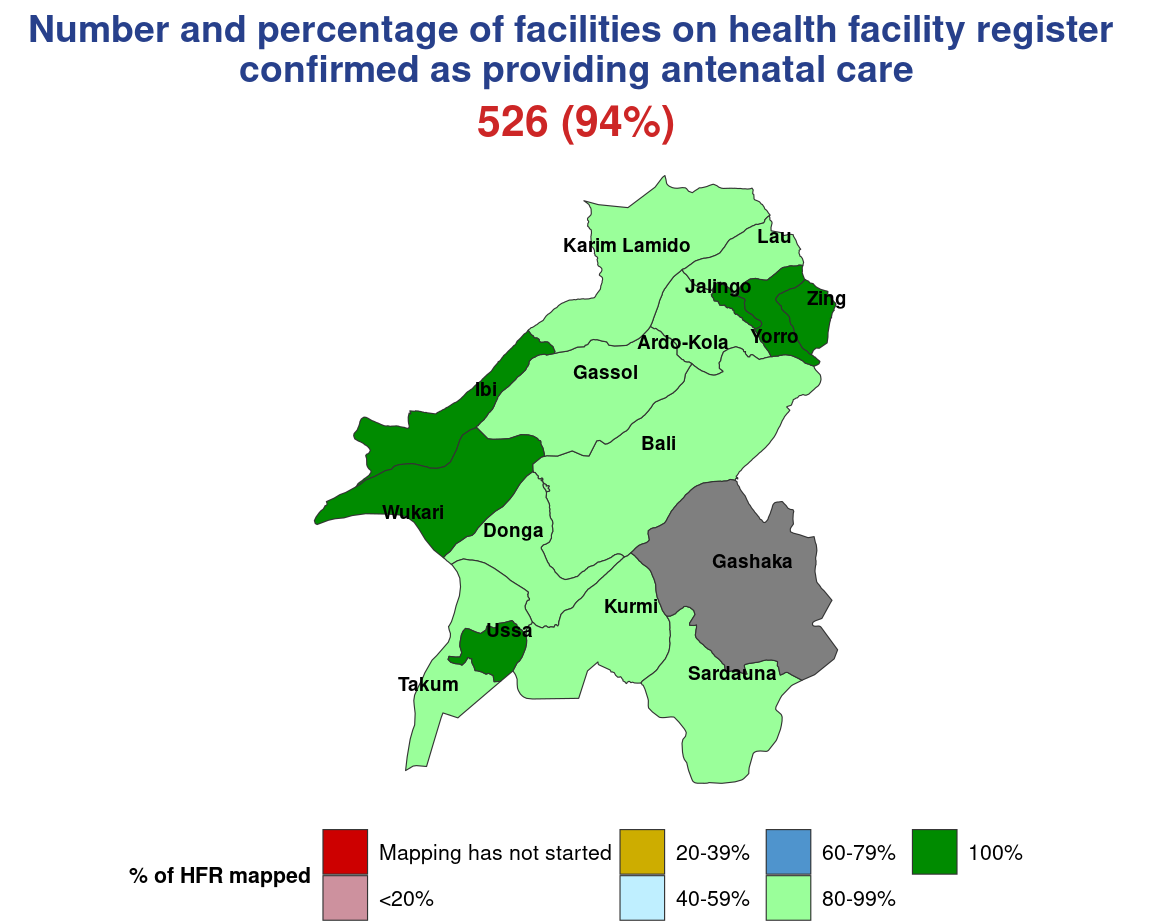 Number and percentage of facilities on health facility register
confirmed as providing antenatal care
526 (94%)
Karim Lamido
Lau
Jalingo
Zing
Yorro
Ardo-Kola
Gassol
Ibi
Bali
Wukari
Donga
Gashaka
Kurmi
Ussa
Sardauna
Takum
% of HFR mapped
Mapping has not started
<20%
20-39%
40-59%
60-79%
80-99%
100%